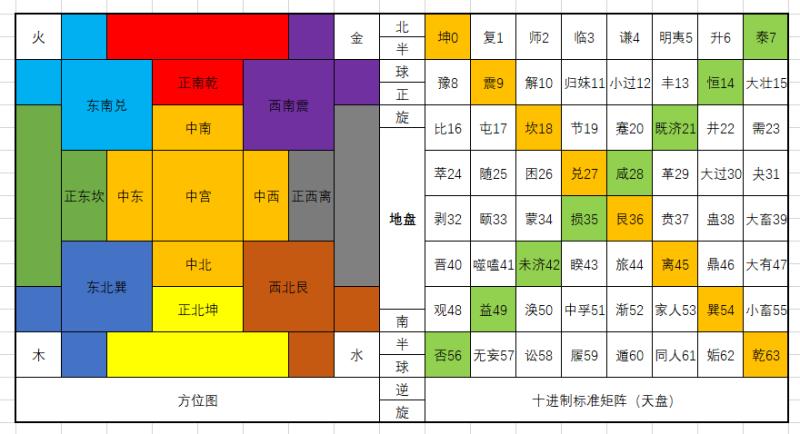 火 金 北 坤0 复1 师2 临3 谦4 明夷5 升6 泰7
半
正南乾 球 豫8 震9 解10 归妹11 小过12 丰13 恒14 大壮15
东南兑 西南震 正
中南 旋 比16 屯17 坎18 节19 蹇20 既济21 井22 需23
正东坎 中东 中宫 中西 正西离 萃24 随25 困26 兑27 咸28 革29 大过30 夬31
地盘 剥32 颐33 蒙34 损35 艮36 贲37 蛊38 大畜39
中北 晋40 噬嗑41 未济42 睽43 旅44 离45 鼎46 大有47
东北巽 西北艮
正北坤 观48 益49 涣50 中孚51 渐52 家人53 巽54 小畜55
南
木 水 半 否56 无妄57 讼58 履59 遁60 同人61 姤62 乾63
球
方位图 逆 十进制标准矩阵（天盘）
旋